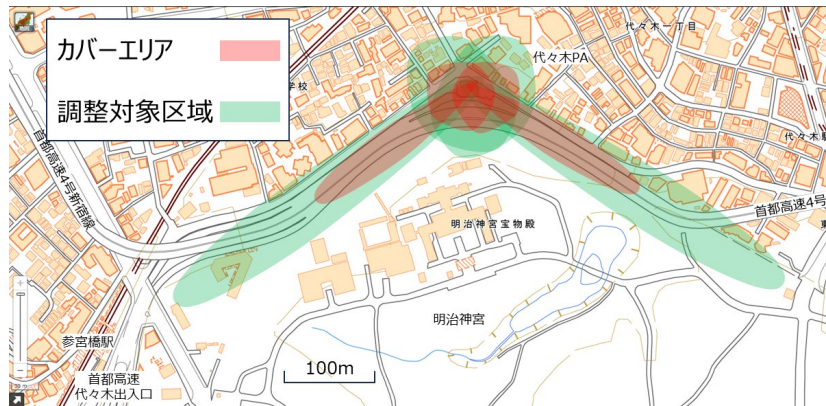 カバーエリア
調整対象区域
学校
代々木一丁目
代々木PA
首都高速4号新宿線
明治神宮宝物殿
首都高速4号
明治神宮
参宮橋駅
首都高速
代々木出入口
100m